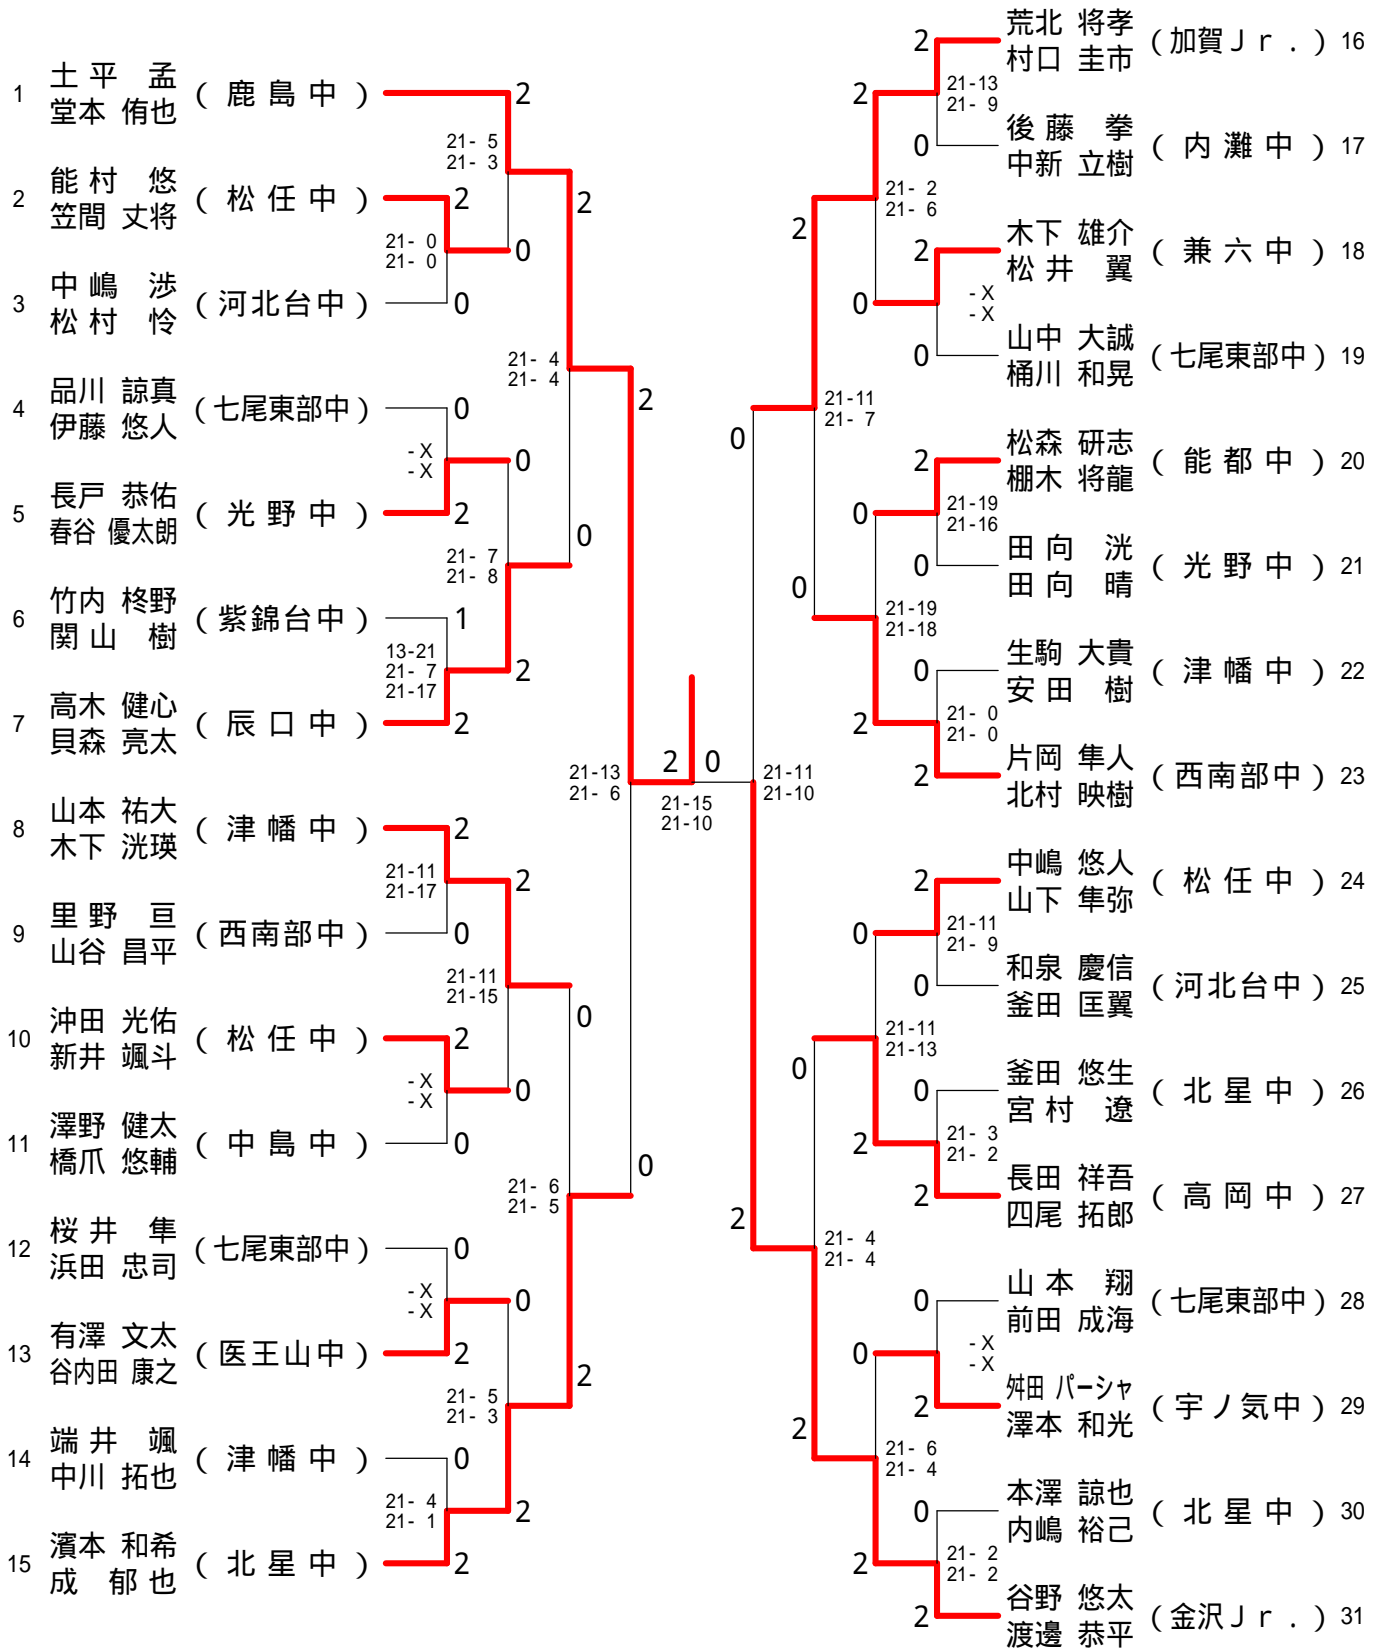 1 土平 孟 堂本 侑也 (鹿島中) 2
21- 5
21- 3
2 能村 悠 笠間 丈将 (松任中) 2
2
21- 0
21- 0
0
3 中嶋 渉 松村 怜 (河北台中) 0
21- 4
21- 4
4 品川 諒真 伊藤 悠人 (七尾東部中) 0
2
- X
- X
0
5 長戸 恭佑 春谷 優太朗 (光野中) 2
0
21- 7
21- 8
6 竹内 柊野 関山 樹 (紫錦台中) 1
13-21
21- 7
21-17
2
7 高木 健心 貝森 亮太 (辰口中) 2
21-13
21- 6
2 0
21-15
21-10
8 山本 祐大 木下 洸瑛 (津幡中) 2
21-11
21-17
2
9 里野 亘 山谷 昌平 (西南部中) 0
21-11
21-15
0
10 沖田 光佑 新井 颯斗 (松任中) 2
- X
- X
0
11 澤野 健太 橋爪 悠輔 (中島中) 0
0
21- 6
21- 5
12 桜井 隼 浜田 忠司 (七尾東部中) 0
- X
- X
0
13 有澤 文太 谷内田 康之 (医王山中) 2
2
21- 5
21- 3
14 端井 颯 中川 拓也 (津幡中) 0
21- 4
21- 1
2
15 濱本 和希 成 郁也 (北星中) 2
2 荒北 将孝 村口 圭市 (加賀Jr.) 16
2
21-13
21- 9
0 後藤 拳 中新 立樹 (内灘中) 17
21- 2
21- 6
2
2 木下 雄介 松井 翼 (兼六中) 18
0
- X
- X
0 山中 大誠 桶川 和晃 (七尾東部中) 19
21-11
21- 7
0
2 松森 研志 棚木 将龍 (能都中) 20
0
21-19
21-16
0 田向 洸 田向 晴 (光野中) 21
0
21-19
21-18
0 生駒 大貴 安田 樹 (津幡中) 22
2
21- 0
21- 0
2 片岡 隼人 北村 映樹 (西南部中) 23
21-11
21-10
2 中嶋 悠人 山下 隼弥 (松任中) 24
0
21-11
21- 9
0 和泉 慶信 釜田 匡翼 (河北台中) 25
21-11
21-13
0
0 釜田 悠生 宮村 遼 (北星中) 26
2
21- 3
21- 2
2 長田 祥吾 四尾 拓郎 (高岡中) 27
2
21- 4
21- 4
0 山本 翔 前田 成海 (七尾東部中) 28
0
- X
- X
2 舛田 パーシャ 澤本 和光 (宇ノ気中) 29
2
21- 6
21- 4
0 本澤 諒也 内嶋 裕己 (北星中) 30
2
21- 2
21- 2
2 谷野 悠太 渡邊 恭平 (金沢Jr.) 31